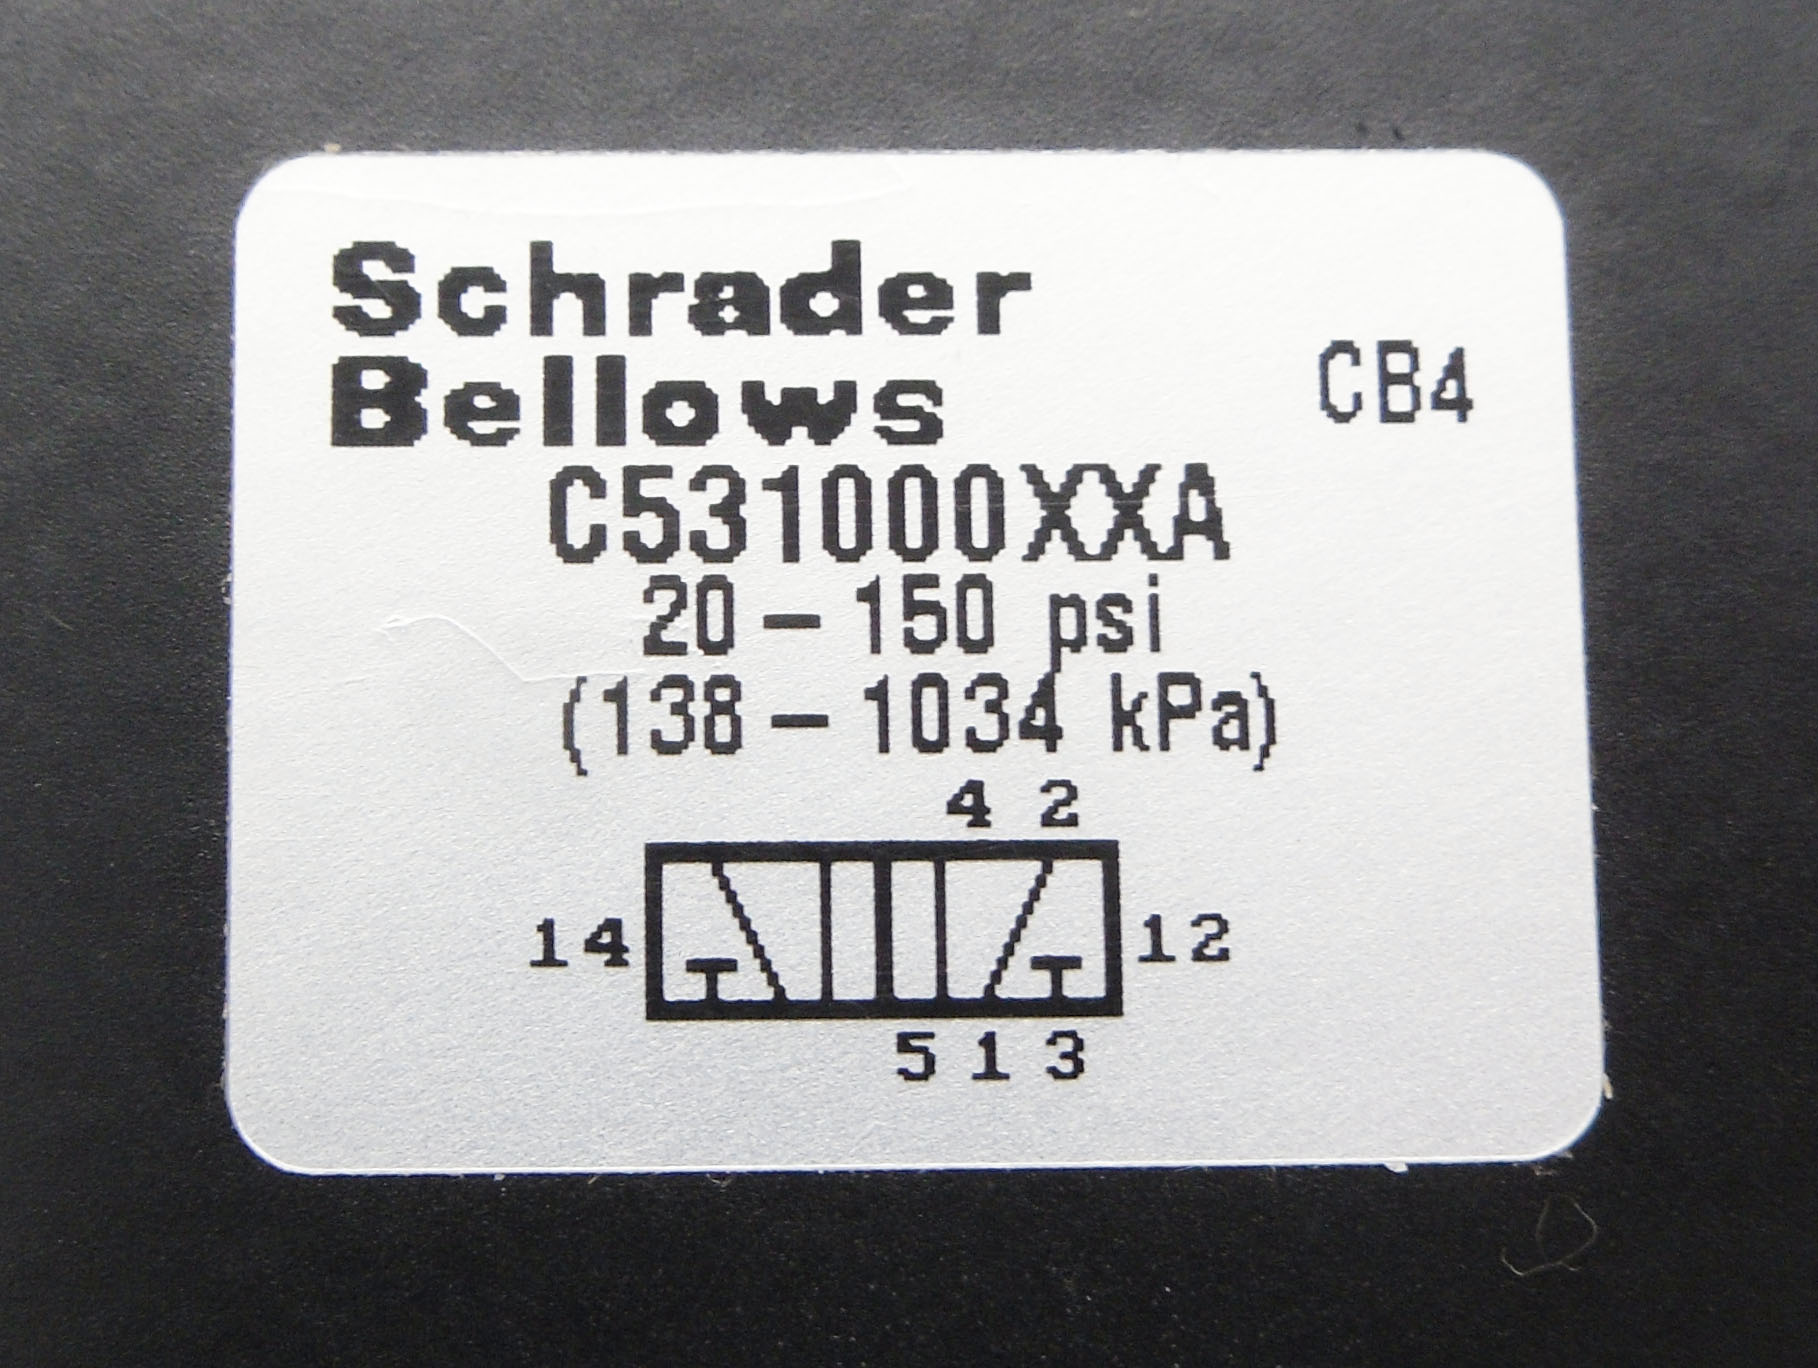 Schrader
Bellows
CB4
C531000XXA
20 - 150 psi
(138 - 1034 kPa)
4 2
14 12
5 1 3